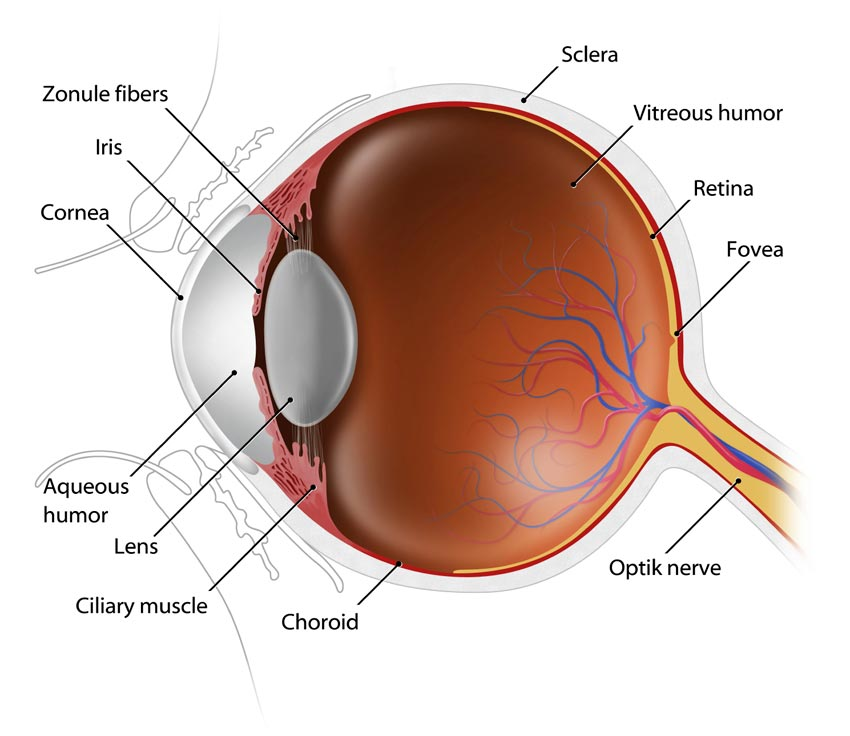 Sclera
Zonule fibers
Vitreous humor
Iris
Retina
Cornea
Fovea
Aqueous
humor
Lens
Optik nerve
Ciliary muscle
Choroid